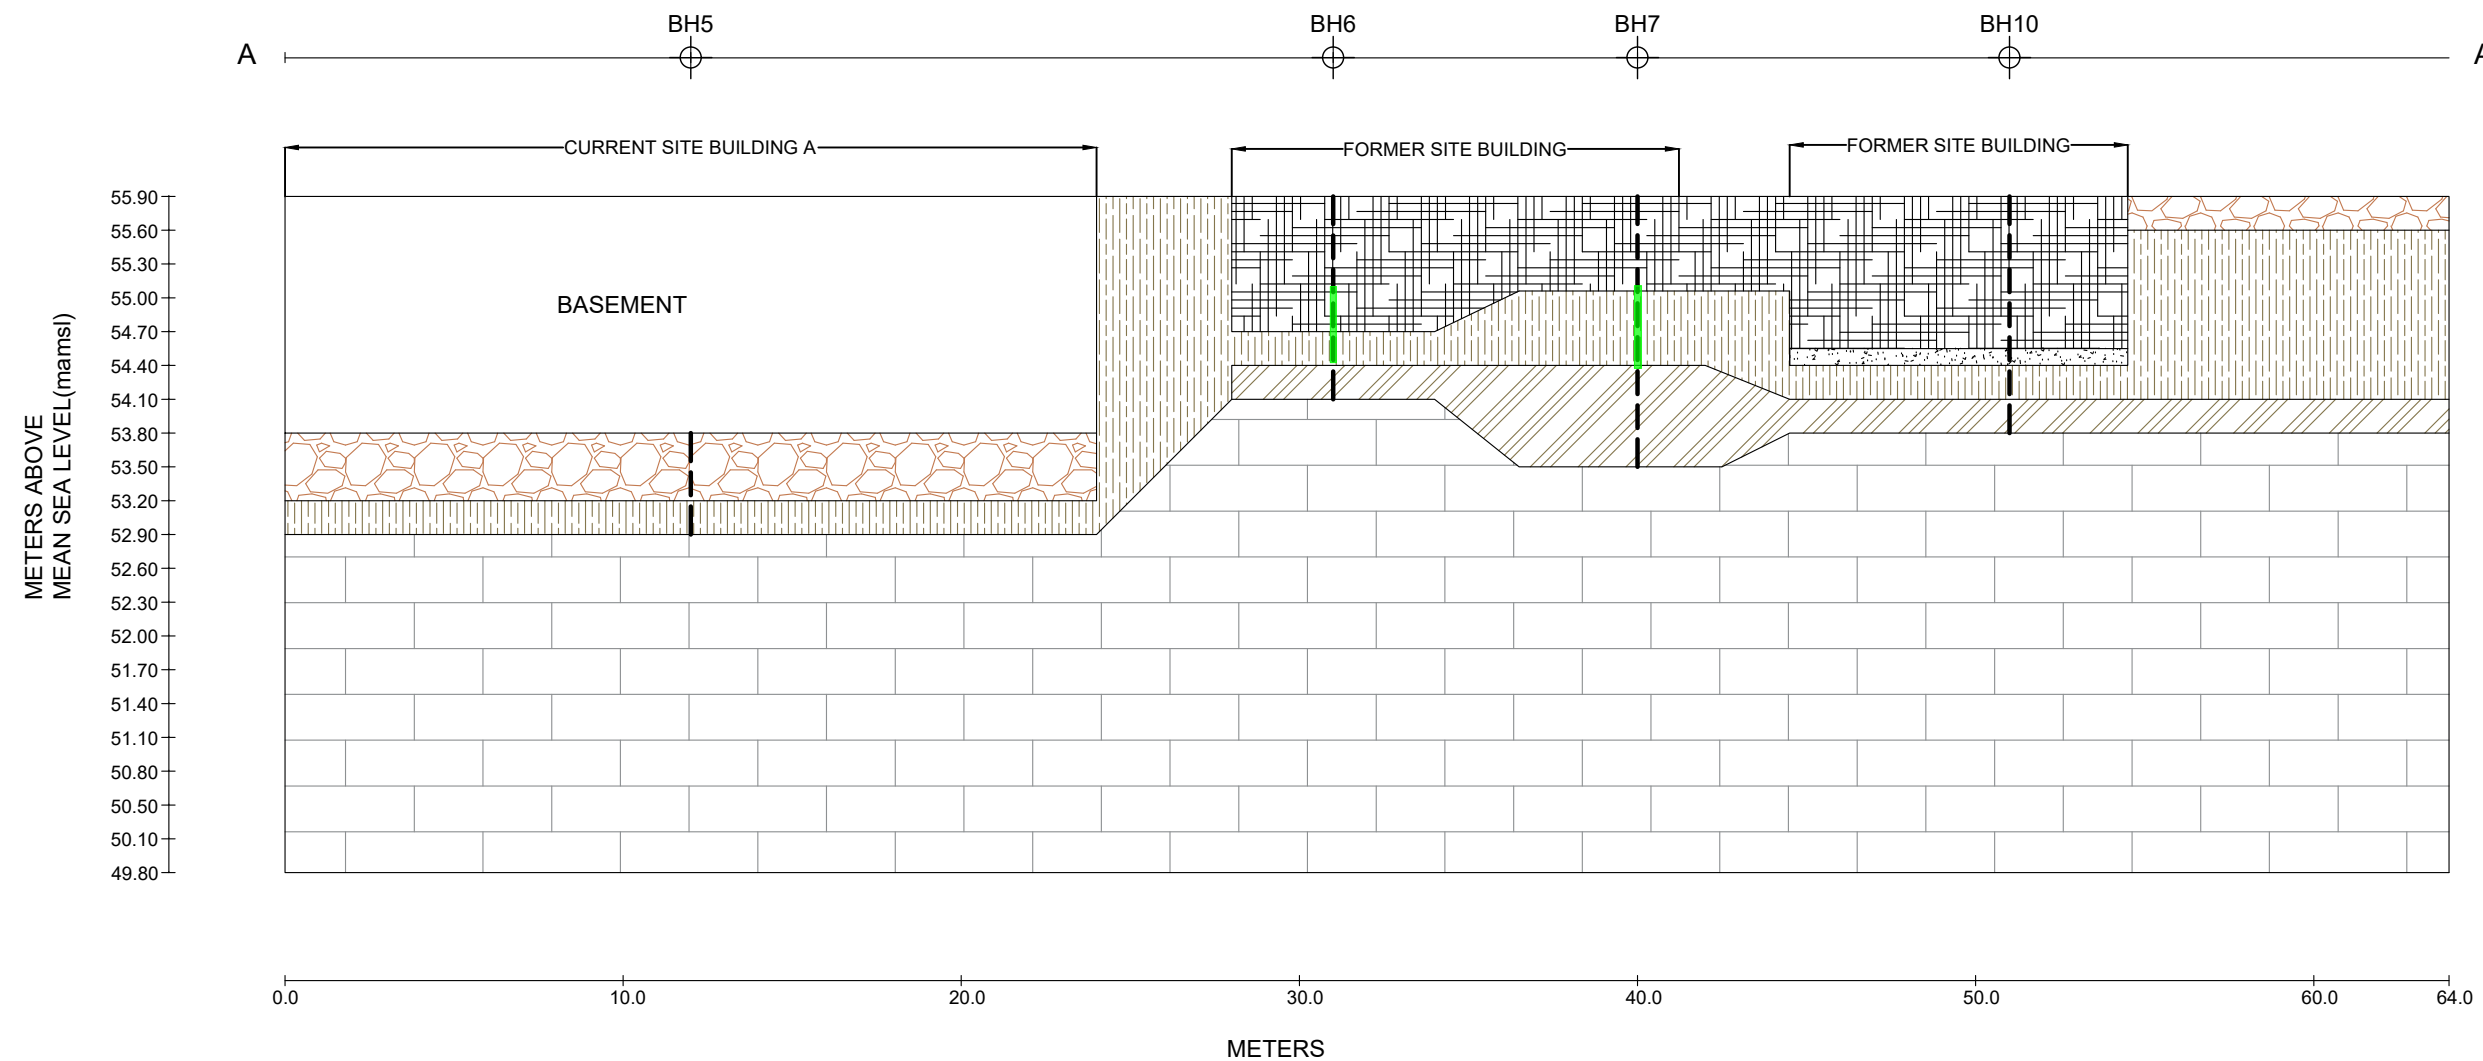 BH5
BH6
BH7
BH10
A
A
CURRENT SITE BUILDING A
FORMER SITE BUILDING
FORMER SITE BUILDING
55.90
55.60
55.30
55.00
54.70
54.40
54.10
53.80
53.50
53.20
52.90
52.60
52.30
52.00
51.70
51.40
51.10
50.80
50.50
50.10
49.80
BASEMENT
METERS ABOVE
MEAN SEA LEVEL(mamsl)
0.0
10.0
20.0
30.0
40.0
50.0
60.0
64.0
METERS